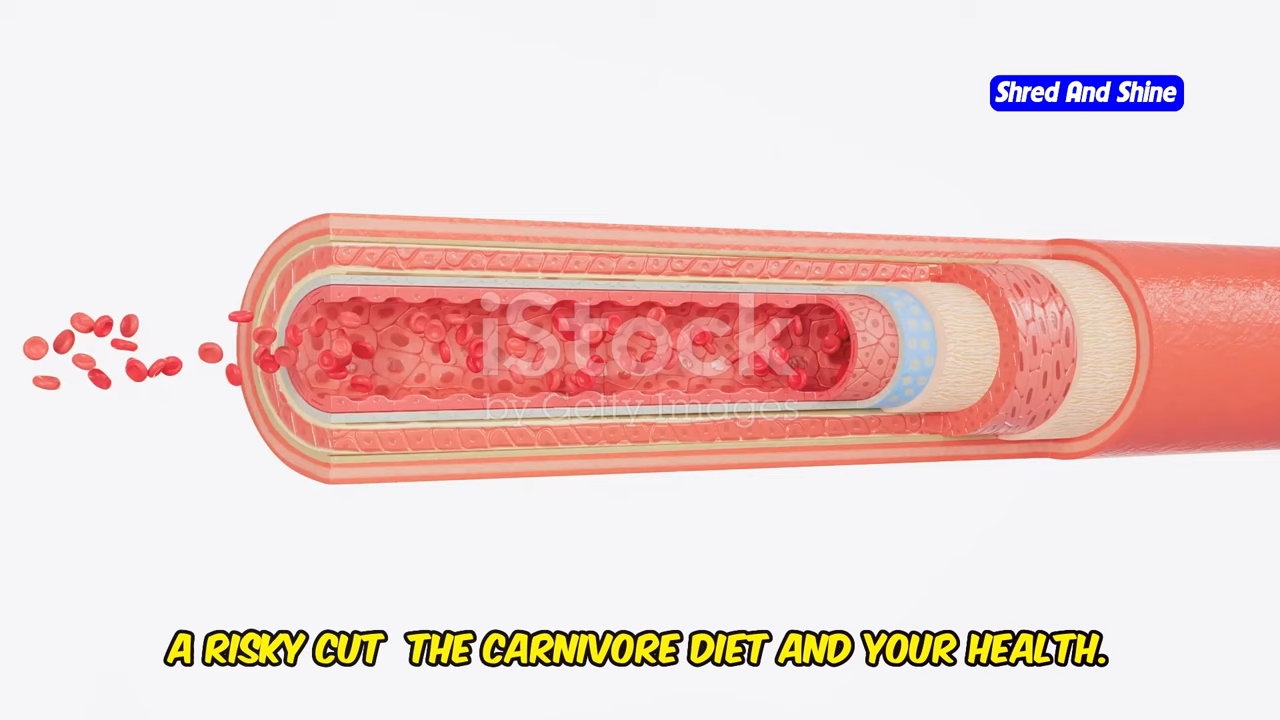 Shred And Shine
iStock
by Getty Images
A RISKY CUT THE CARNIVORE DIET AND YOUR HEALTH.